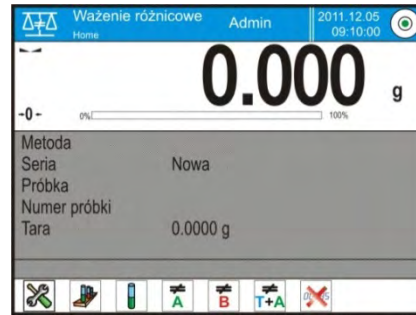 Ważenie różnicowe Admin 2011.12.05
Home 09:10:00
0.000 g
-0- 0% 100%
Metoda
Seria Nowa
Próbka
Numer próbki
Tara 0.0000 g
≠ A ≠ B ≠ T+A